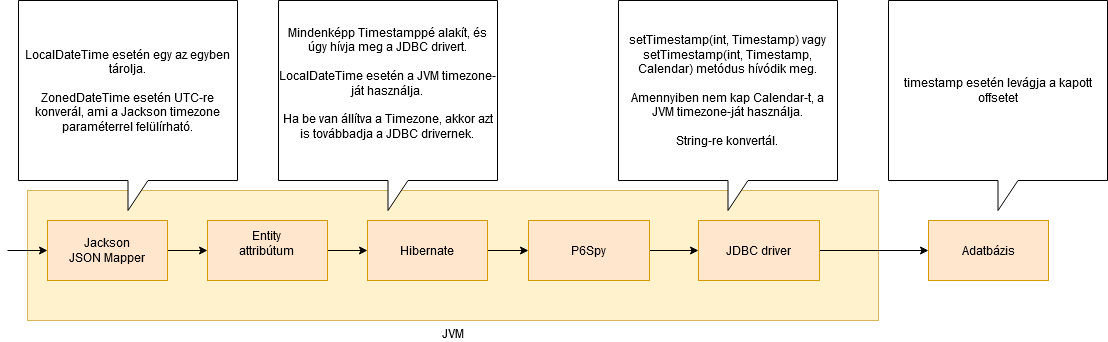 LocalDateTime esetén egy az egyben
tárolja.
ZonedDateTime esetén UTC-re
konverál, ami a Jackson timezone
paraméterrel felülírható.
Mindenképp Timestamppé alakít, és
úgy hívja meg a JDBC drivert.
LocalDateTime esetén a JVM timezone-
ját használja.
Ha be van állítva a Timezone, akkor azt
is továbbadja a JDBC drivernek.
setTimestamp(int, Timestamp) vagy
setTimestamp(int, Timestamp,
Calendar) metódus hívódik meg.
Amennyiben nem kap Calendar-t, a
JVM timezone-ját használja.
String-re konvertál.
timestamp esetén levágja a kapott
offsetet
Jackson
JSON Mapper
Entity
attribútum
Hibernate
P6Spy
JDBC driver
Adatbázis
JVM